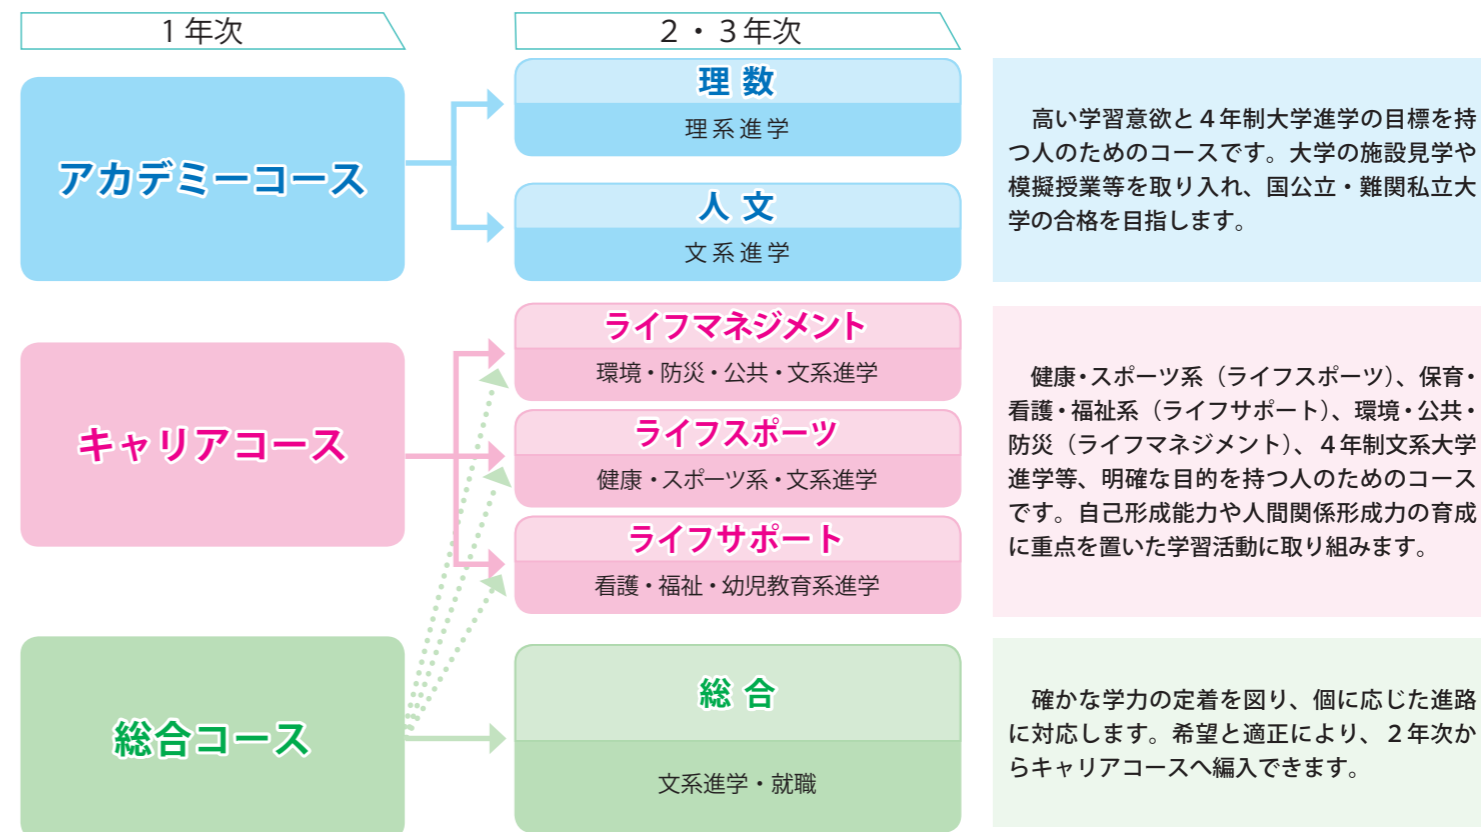 １年次
２・３年次
アカデミーコース
理数
理系進学
人文
文系進学
高い学習意欲と４年制大学進学の目標を持
つ人のためのコースです。大学の施設見学や
模擬授業等を取り入れ、国公立・難関私立大
学の合格を目指します。
キャリアコース
ライフマネジメント
環境・防災・公共・文系進学
ライフスポーツ
健康・スポーツ系・文系進学
ライフサポート
看護・福祉・幼児教育系進学
健康・スポーツ系（ライフスポーツ）、保育・
看護・福祉系（ライフサポート）、環境・公共・
防災（ライフマネジメント）、４年制文系大学
進学等、明確な目的を持つ人のためのコース
です。自己形成能力や人間関係形成力の育成
に重点を置いた学習活動に取り組みます。
総合コース
総合
文系進学・就職
確かな学力の定着を図り、個に応じた進路
に対応します。希望と適正により、２年次か
らキャリアコースへ編入できます。